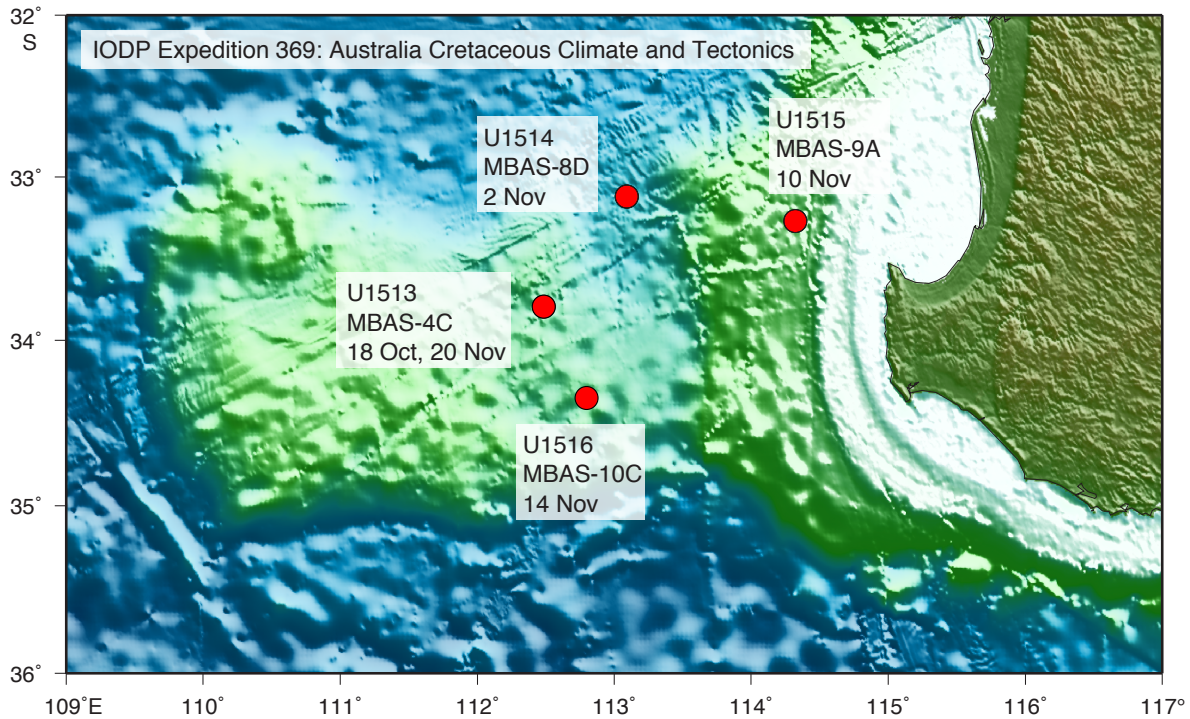 32˚
S
IODP Expedition 369: Australia Cretaceous Climate and Tectonics
U1515
MBAS-9A
10 Nov
U1514
MBAS-8D
2 Nov
33˚
U1513
MBAS-4C
18 Oct, 20 Nov
34˚
U1516
MBAS-10C
14 Nov
35˚
36˚
109˚E 110˚ 111˚ 112˚ 113˚ 114˚ 115˚ 116˚ 117°